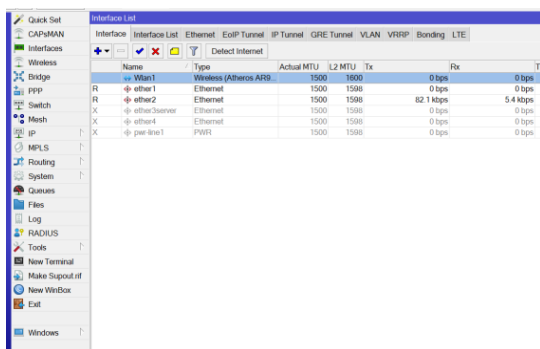 Quick Set
CAPsMAN
Interfaces
Wireless
Bridge
PPP
Switch
Mesh
IP
MPLS
Routing
System
Queues
Files
Log
RADIUS
Tools
New Terminal
Make Supout.rif
New WinBox
Exit
Windows
Interface List
Interface Interface List Ethernet EoIP Tunnel IP Tunnel GRE Tunnel VLAN VRRP Bonding LTE
Detect Internet
Name Type Actual MTU L2 MTU Tx Rx T
Wlan1 Wireless (Atheros AR9... 1500 1600 0 bps 0 bps
R ether1 Ethernet 1500 1598 0 bps 0 bps
R ether2 Ethernet 1500 1598 82.1 kbps 5.4 kbps
X ether3server Ethernet 1500 1598 0 bps 0 bps
X ether4 Ethernet 1500 1598 0 bps 0 bps
X pwr-line1 PWR 1500 1598 0 bps 0 bps